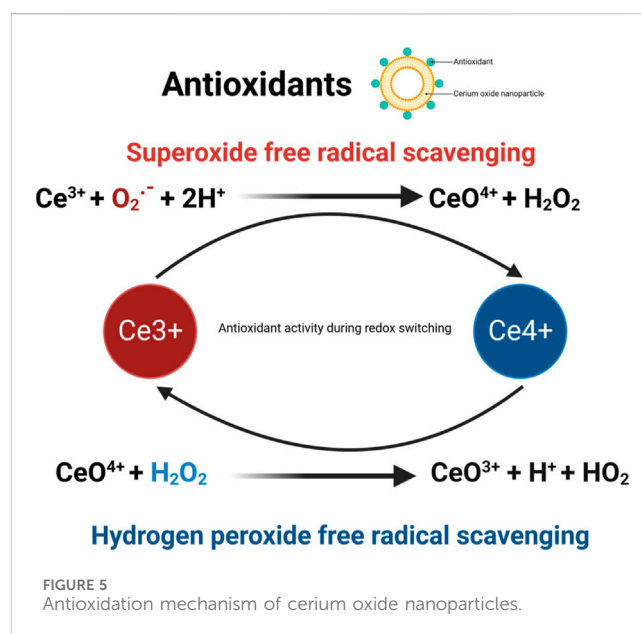 Antioxidants
Antioxidant
Cerium oxide nanoparticle
Superoxide free radical scavenging
Ce³⁺ + O₂·⁻ + 2H⁺ CeO⁴⁺ + H₂O₂
Ce3+ Antioxidant activity during redox switching Ce4+
CeO⁴⁺ + H₂O₂ CeO³⁺ + H⁺ + HO₂
Hydrogen peroxide free radical scavenging
FIGURE 5
Antioxidation mechanism of cerium oxide nanoparticles.